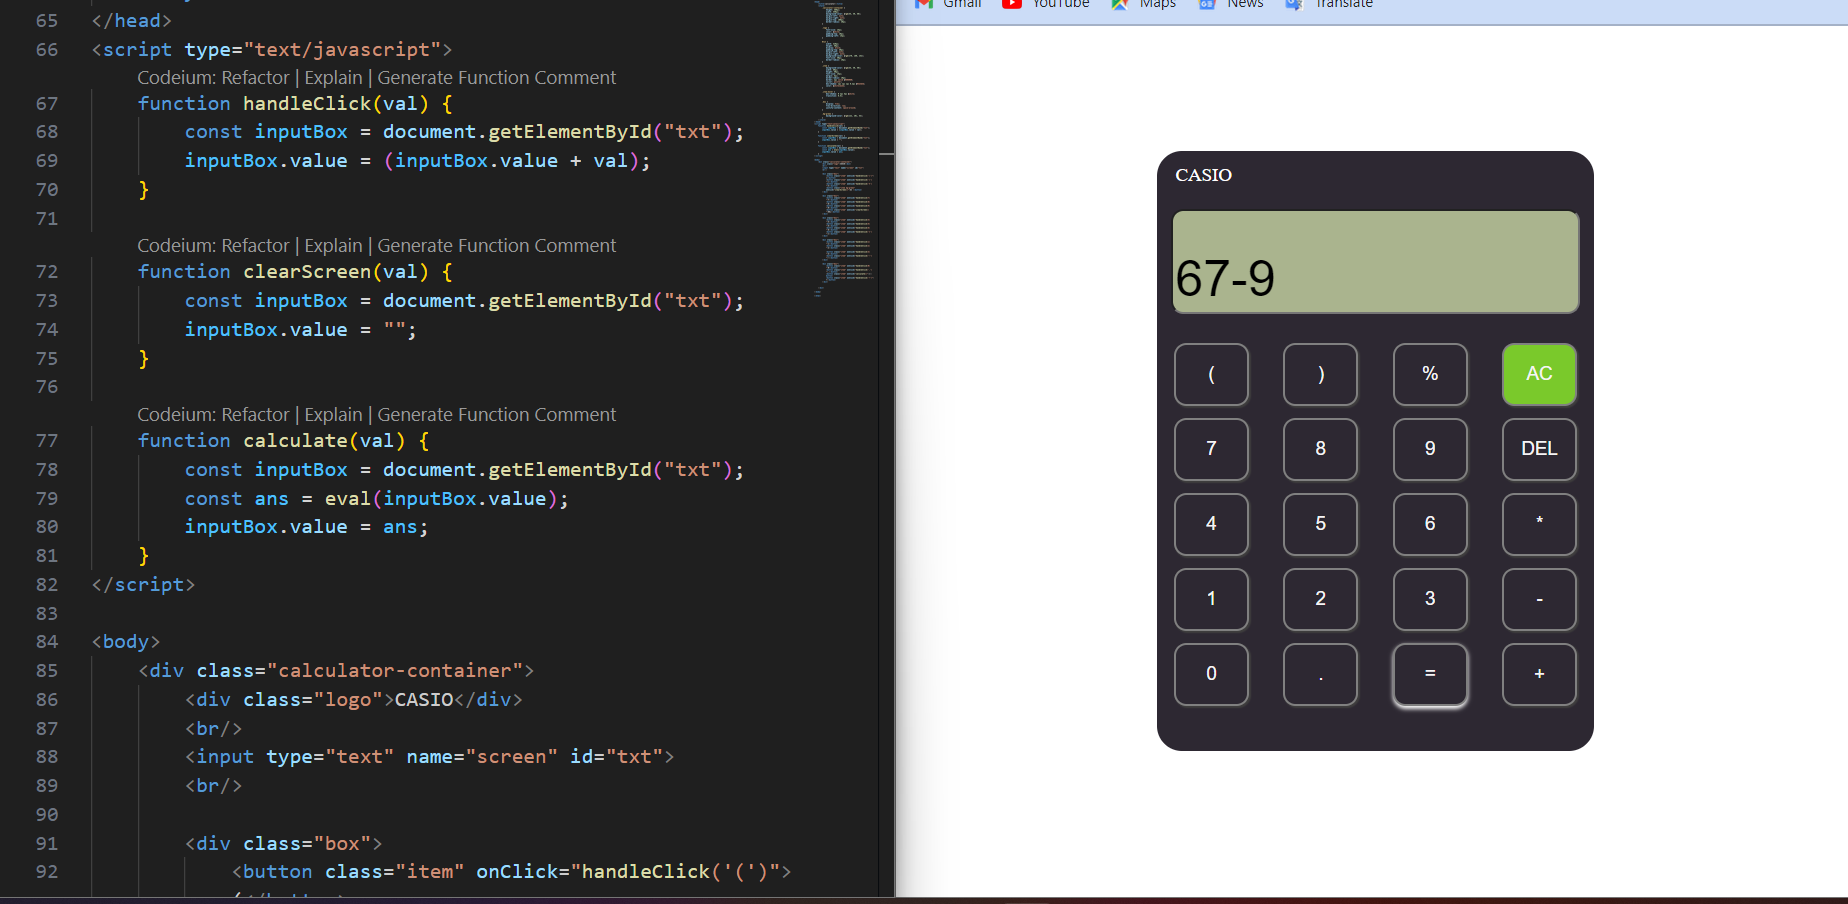 65 </head>
66 <script type="text/javascript">
Codeium: Refactor | Explain | Generate Function Comment
67 function handleClick(val) {
68 const inputBox = document.getElementById("txt");
69 inputBox.value = (inputBox.value + val);
70 }
71
Codeium: Refactor | Explain | Generate Function Comment
72 function clearScreen(val) {
73 const inputBox = document.getElementById("txt");
74 inputBox.value = "";
75 }
76
Codeium: Refactor | Explain | Generate Function Comment
77 function calculate(val) {
78 const inputBox = document.getElementById("txt");
79 const ans = eval(inputBox.value);
80 inputBox.value = ans;
81 }
82 </script>
83
84 <body>
85 <div class="calculator-container">
86 <div class="logo">CASIO</div>
87 <br/>
88 <input type="text" name="screen" id="txt">
89 <br/>
90
91 <div class="box">
92 <button class="item" onClick="handleClick('(')">
Gmail YouTube Maps News Translate
CASIO
67-9
( ) % AC
7 8 9 DEL
4 5 6 *
1 2 3 -
0 . = +